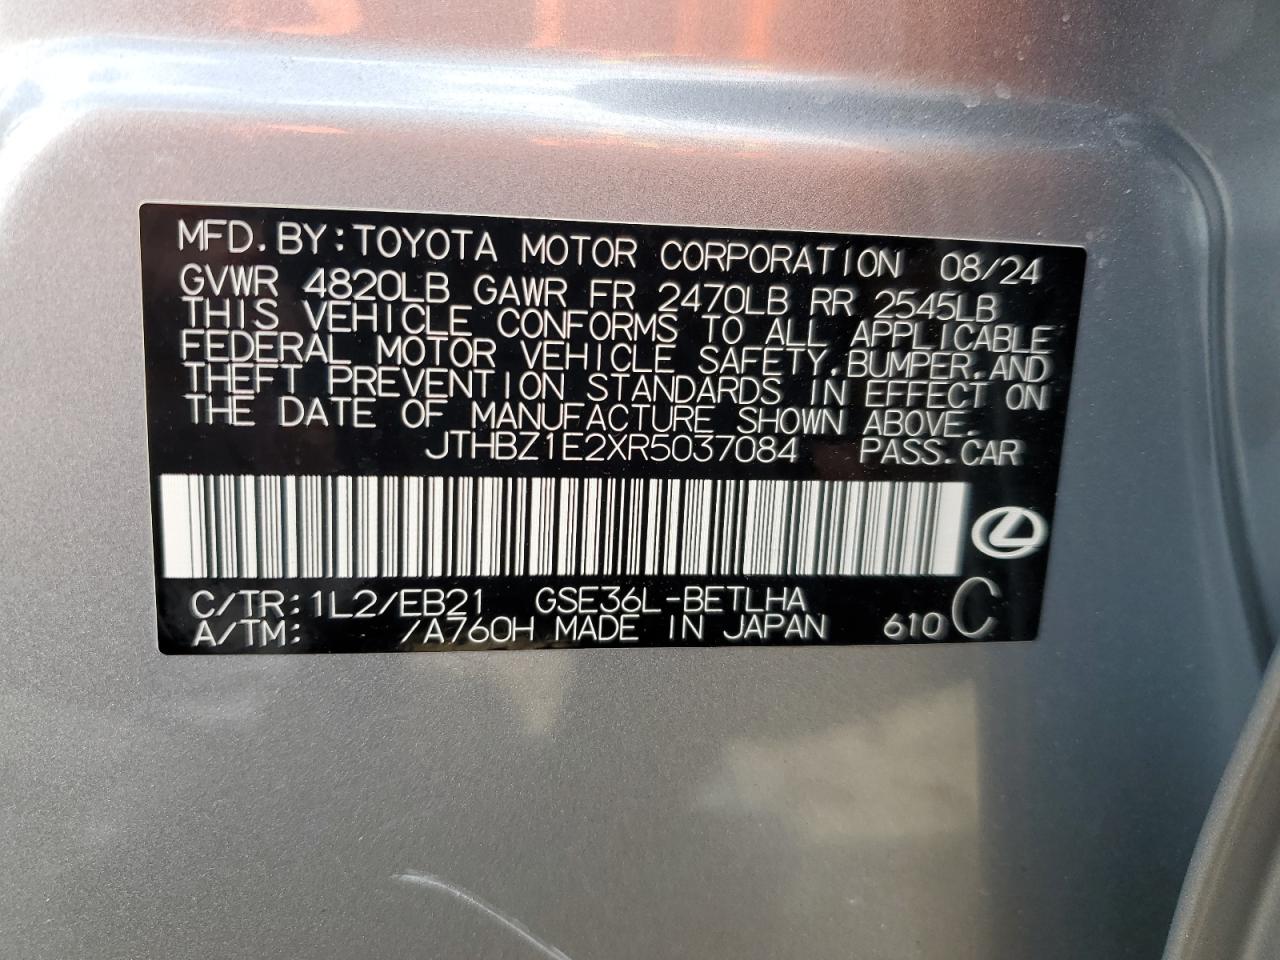 MFD. BY: TOYOTA MOTOR CORPORATION 08/24
GVWR 4820LB GAWR FR 2470LB RR 2545LB
THIS VEHICLE CONFORMS TO ALL APPLICABLE
FEDERAL MOTOR VEHICLE SAFETY, BUMPER, AND
THEFT PREVENTION STANDARDS IN EFFECT ON
THE DATE OF MANUFACTURE SHOWN ABOVE.
JTHBZ1E2XR5037084 PASS. CAR
C/TR: 1L2/EB21 GSE36L-BETLHA
A/TM: /A760H MADE IN JAPAN 610 C